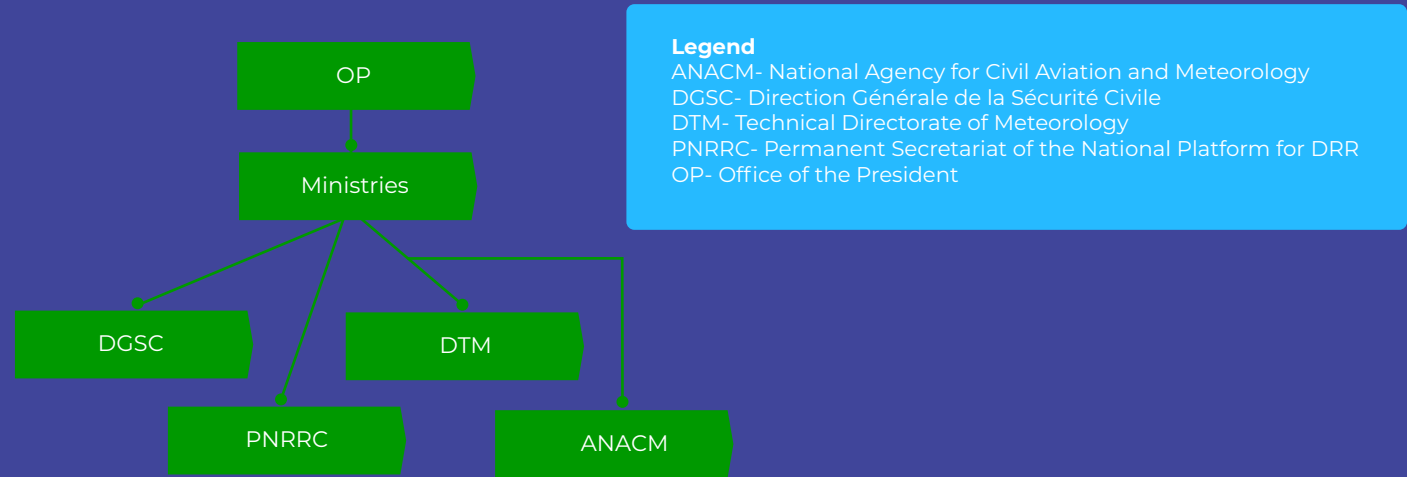 OP
Ministries
DGSC
DTM
PNRRC
ANACM
Legend
ANACM- National Agency for Civil Aviation and Meteorology
DGSC- Direction Générale de la Sécurité Civile
DTM- Technical Directorate of Meteorology
PNRRC- Permanent Secretariat of the National Platform for DRR
OP- Office of the President